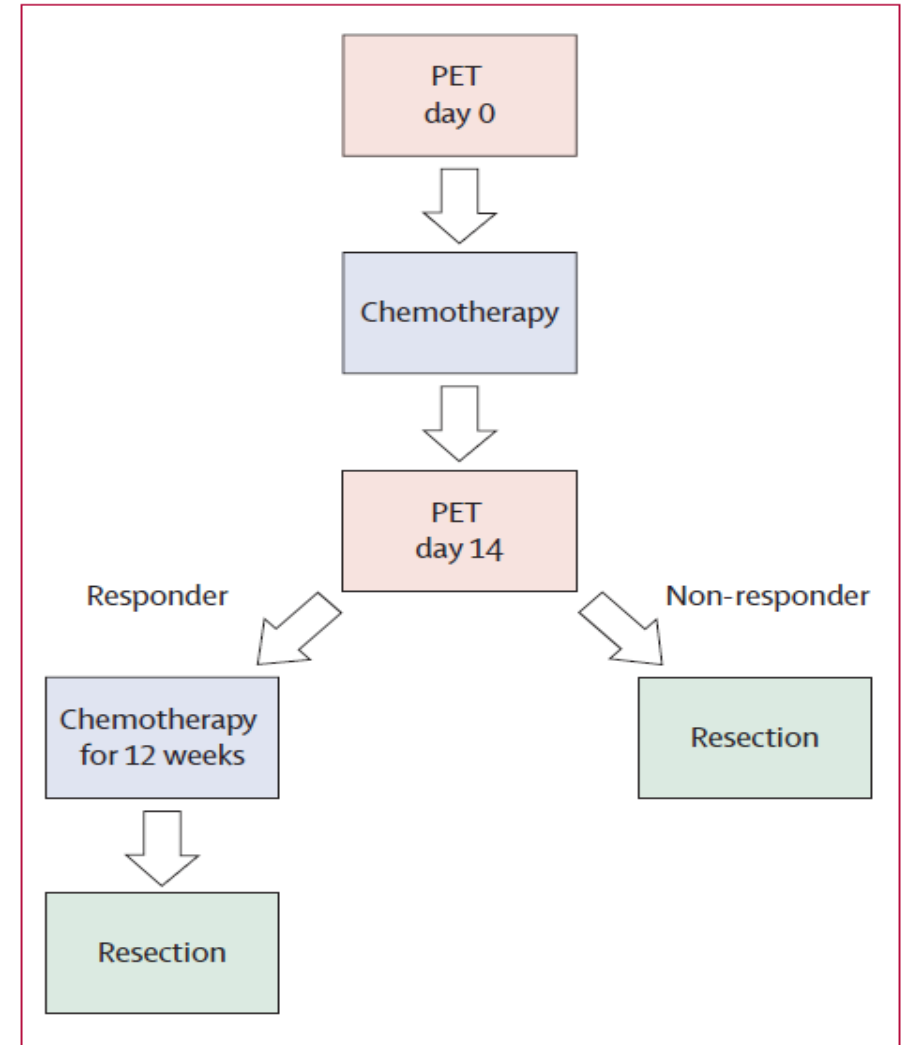 PET
day 0
Chemotherapy
PET
day 14
Responder
Non-responder
Chemotherapy
for 12 weeks
Resection
Resection